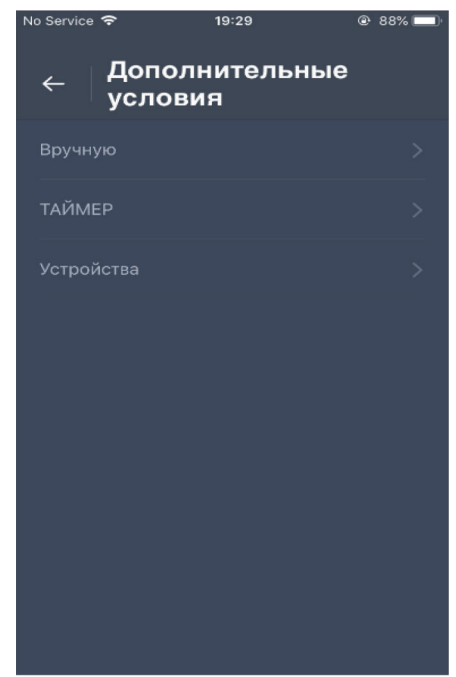 No Service 19:29 88%
Дополнительные
условия
Вручную
ТАЙМЕР
Устройства